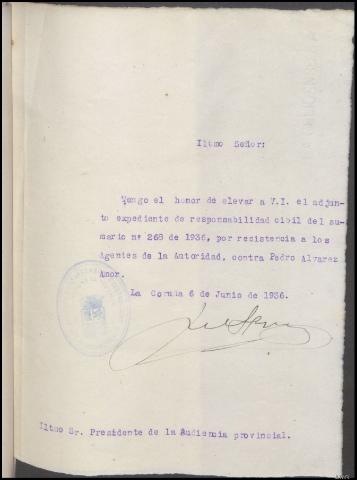 Iltmo Señor:
Tengo el honor de elevar a V.I. el adjun-
to expediente de responsabilidad cibil del su-
mario nº 268 de 1936, por resistencia a los
Agentes de la Autoridad, contra Pedro Alvarez
Amor.
La Coruña 6 de Junio de 1936.
Iltmo Sr. Presidente de la Audiencia provincial.